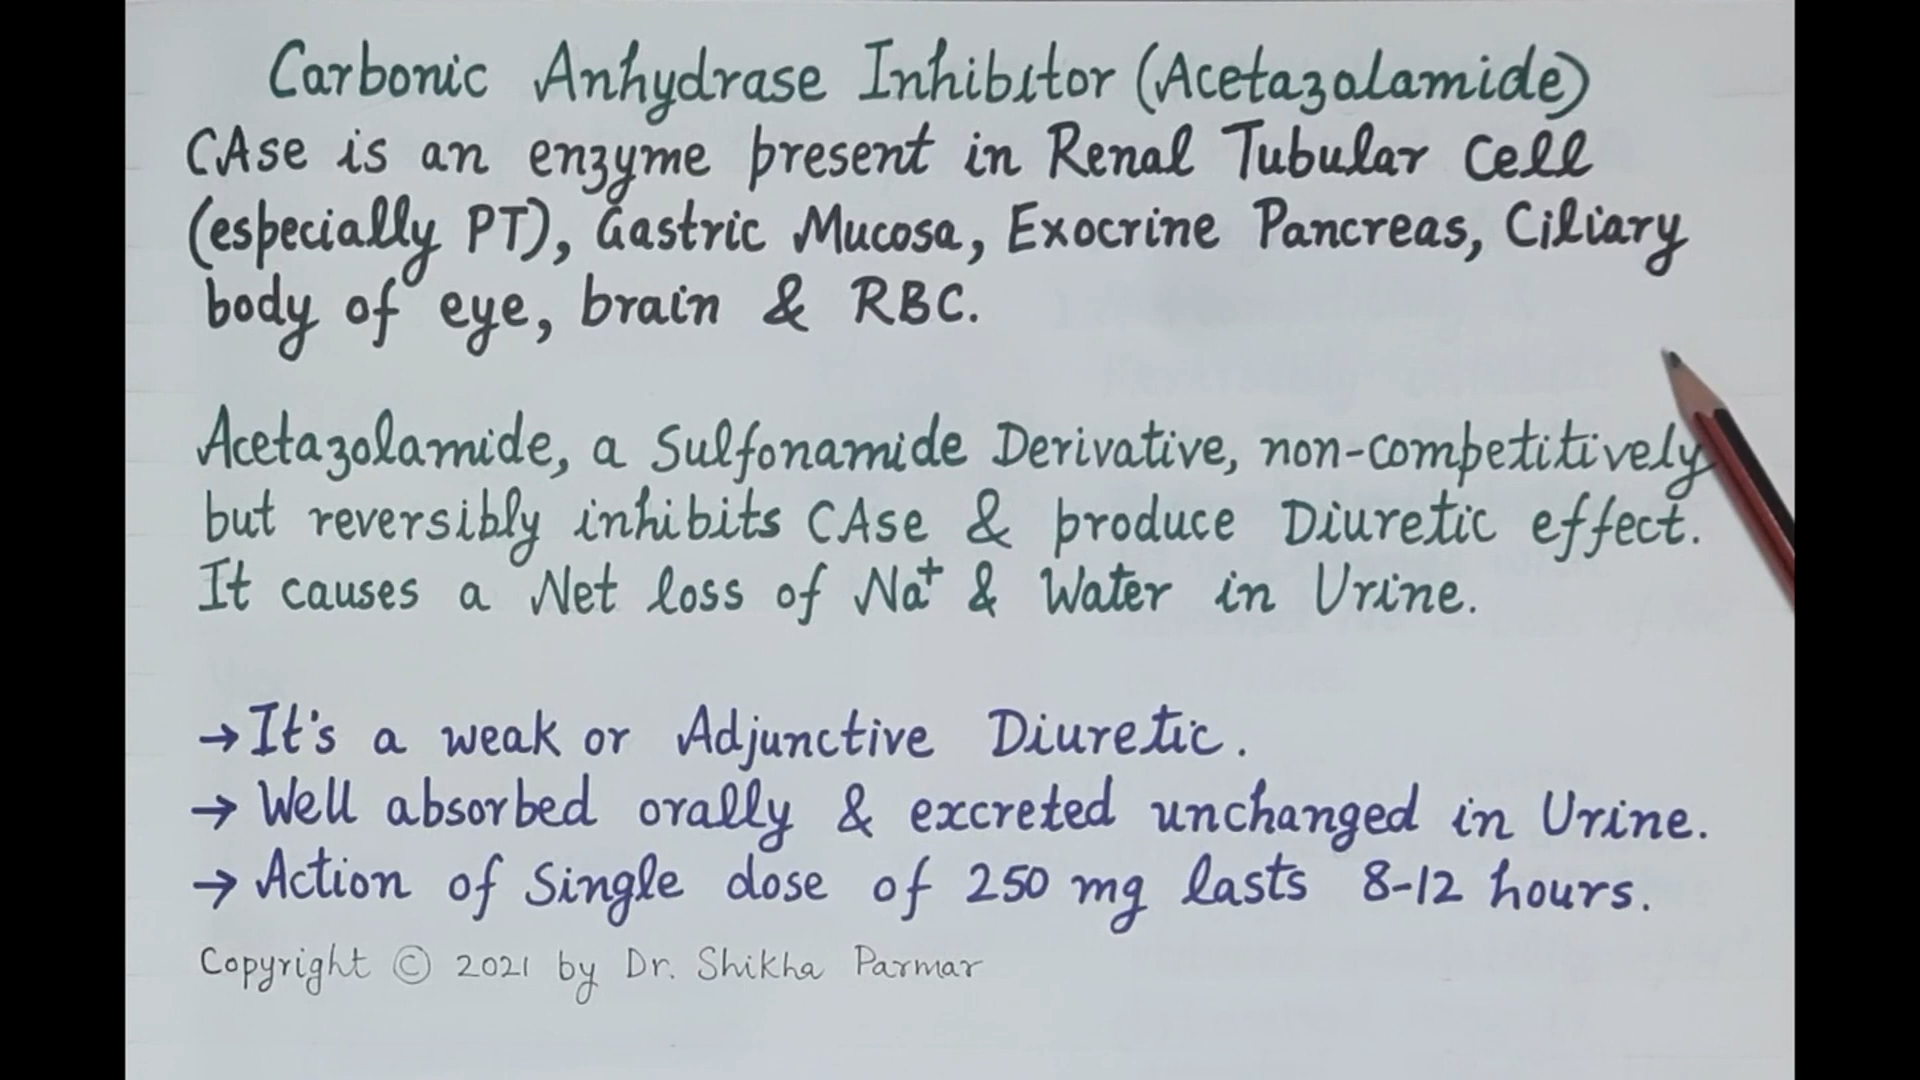 Carbonic Anhydrase Inhibitor (Acetazolamide)
CAse is an enzyme present in Renal Tubular Cell
(especially PT), Gastric Mucosa, Exocrine Pancreas, Ciliary
body of eye, brain & RBC.
Acetazolamide, a Sulfonamide Derivative, non-competitively
but reversibly inhibits CAse & produce Diuretic effect.
It causes a Net loss of Na⁺ & Water in Urine.
→ It's a weak or Adjunctive Diuretic.
→ Well absorbed orally & excreted unchanged in Urine.
→ Action of Single dose of 250 mg lasts 8-12 hours.
Copyright © 2021 by Dr. Shikha Parmar